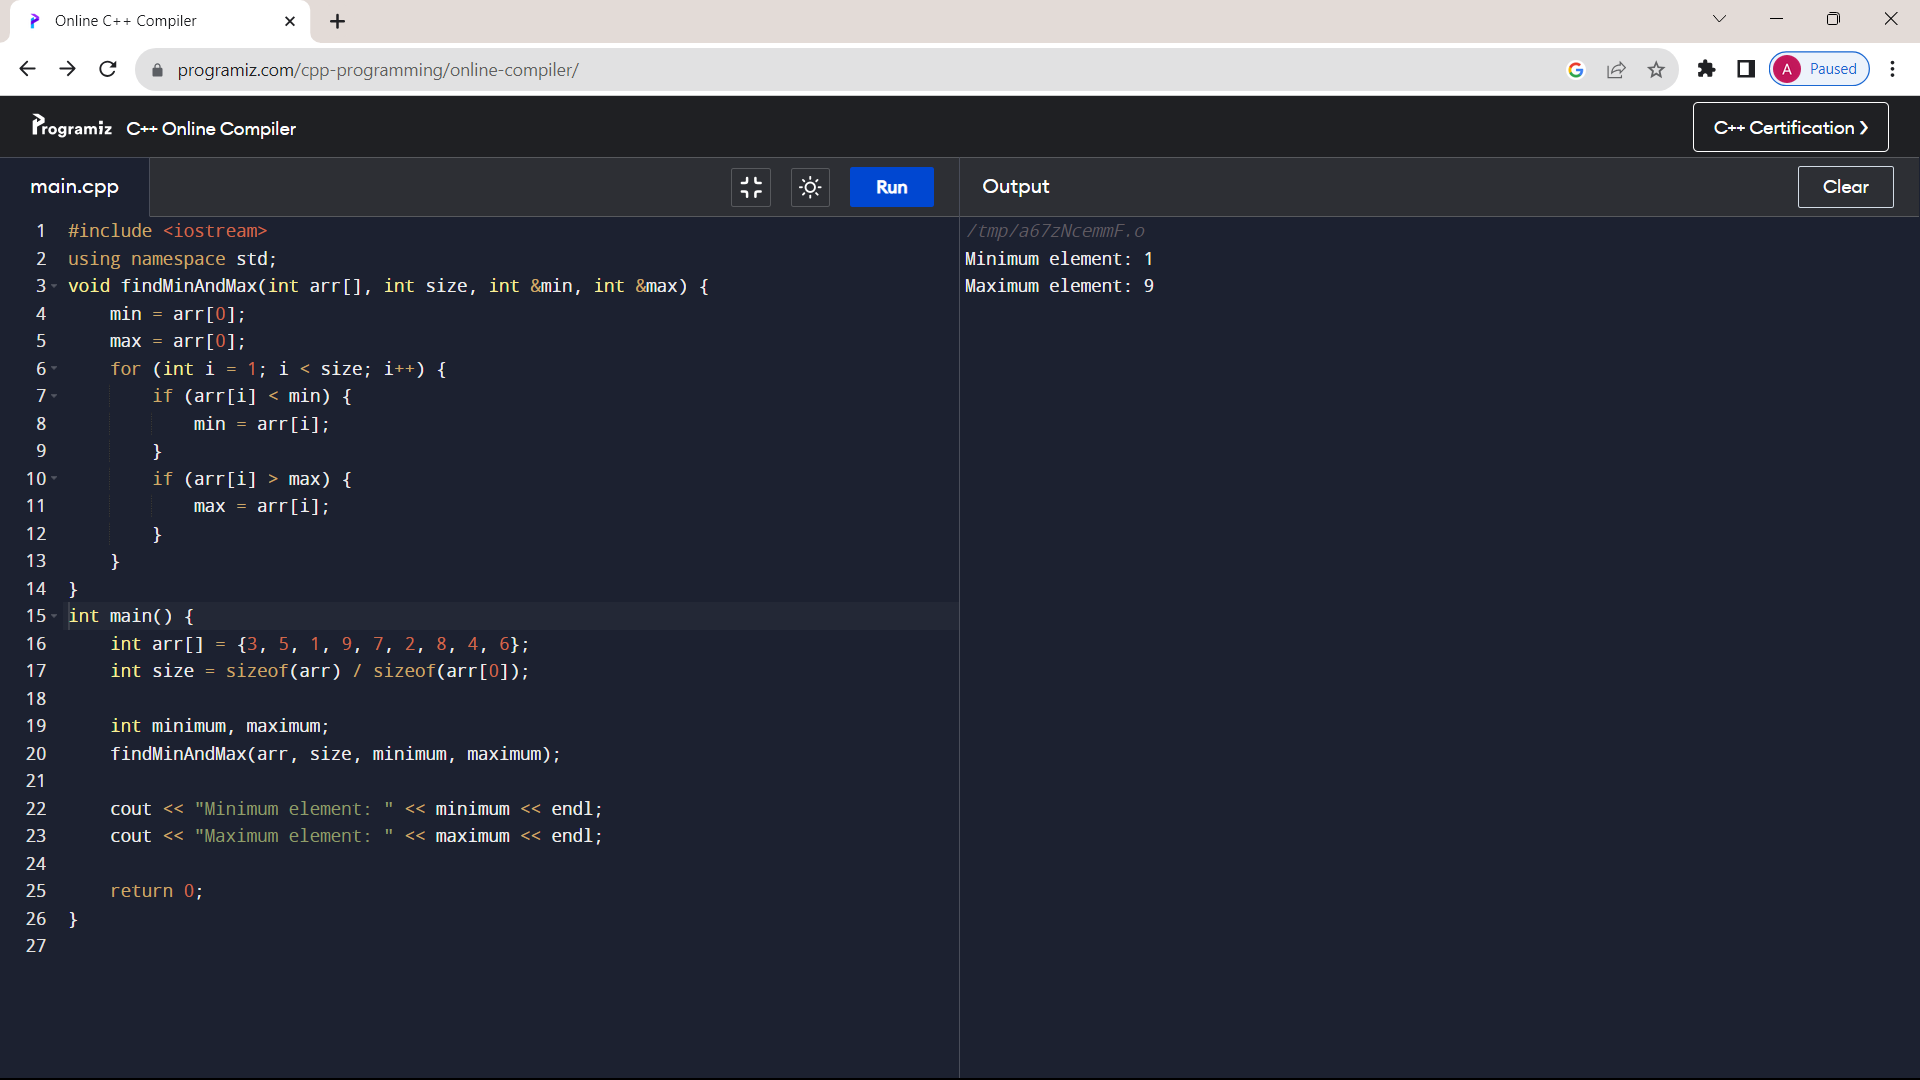 Online C++ Compiler
programiz.com/cpp-programming/online-compiler/
A Paused
Programiz C++ Online Compiler
C++ Certification
main.cpp
Run
Output
Clear
1 #include <iostream>
2 using namespace std;
3 void findMinAndMax(int arr[], int size, int &min, int &max) {
4     min = arr[0];
5     max = arr[0];
6     for (int i = 1; i < size; i++) {
7         if (arr[i] < min) {
8             min = arr[i];
9         }
10         if (arr[i] > max) {
11             max = arr[i];
12         }
13     }
14 }
15 int main() {
16     int arr[] = {3, 5, 1, 9, 7, 2, 8, 4, 6};
17     int size = sizeof(arr) / sizeof(arr[0]);
18
19     int minimum, maximum;
20     findMinAndMax(arr, size, minimum, maximum);
21
22     cout << "Minimum element: " << minimum << endl;
23     cout << "Maximum element: " << maximum << endl;
24
25     return 0;
26 }
27
/tmp/a67zNcemmF.o
Minimum element: 1
Maximum element: 9